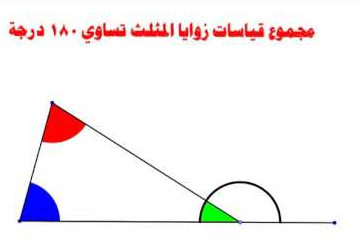 مجموع قياسات زوايا المثلث تساوي ١٨٠ درجة